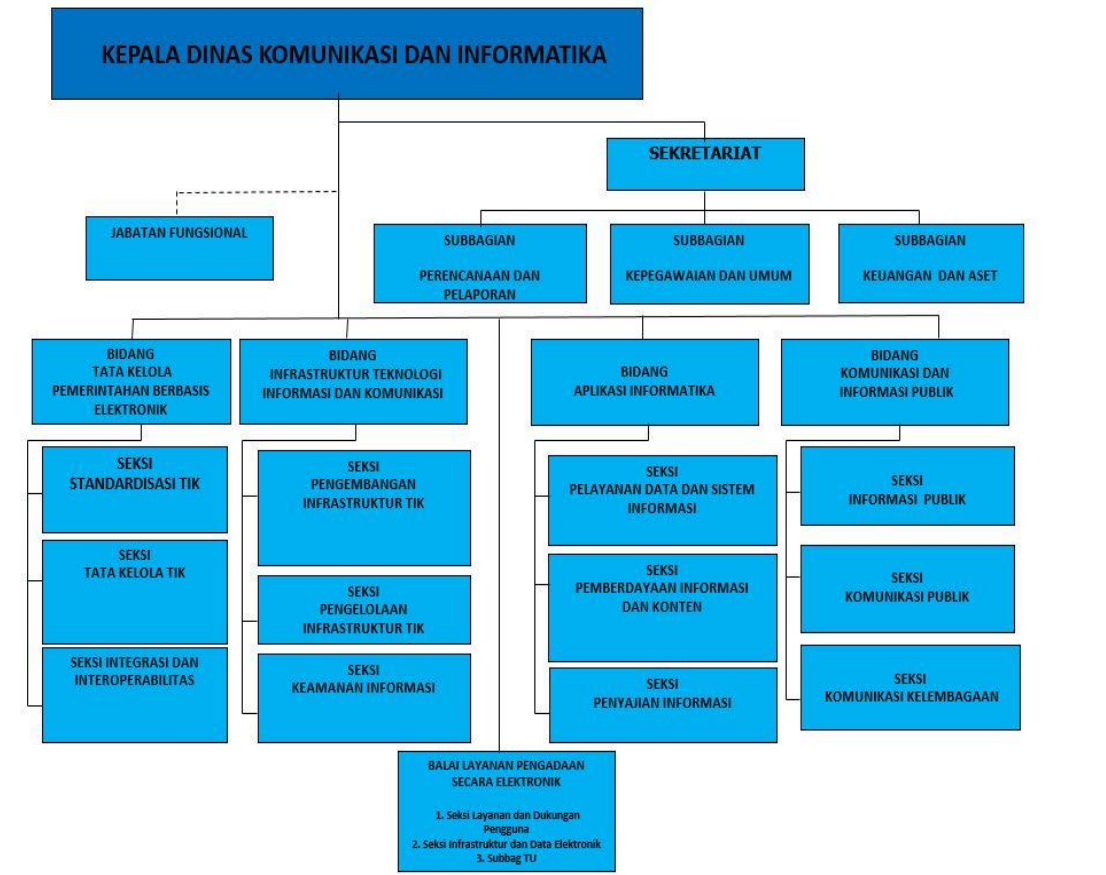 KEPALA DINAS KOMUNIKASI DAN INFORMATIKA
SEKRETARIAT
JABATAN FUNGSIONAL
SUBBAGIAN
PERENCANAAN DAN
PELAPORAN
SUBBAGIAN
KEPEGAWAIAN DAN UMUM
SUBBAGIAN
KEUANGAN DAN ASET
BIDANG
TATA KELOLA
PEMERINTAHAN BERBASIS
ELEKTRONIK
BIDANG
INFRASTRUKTUR TEKNOLOGI
INFORMASI DAN KOMUNIKASI
BIDANG
APLIKASI INFORMATIKA
BIDANG
KOMUNIKASI DAN
INFORMASI PUBLIK
SEKSI
STANDARDISASI TIK
SEKSI
TATA KELOLA TIK
SEKSI INTEGRASI DAN
INTEROPERABILITAS
SEKSI
PENGEMBANGAN
INFRASTRUKTUR TIK
SEKSI
PENGELOLAAN
INFRASTRUKTUR TIK
SEKSI
KEAMANAN INFORMASI
SEKSI
PELAYANAN DATA DAN SISTEM
INFORMASI
SEKSI
PEMBERDAYAAN INFORMASI
DAN KONTEN
SEKSI
PENYAJIAN INFORMASI
SEKSI
INFORMASI PUBLIK
SEKSI
KOMUNIKASI PUBLIK
SEKSI
KOMUNIKASI KELEMBAGAAN
BALAI LAYANAN PENGADAAN
SECARA ELEKTRONIK
1. Seksi Layanan dan Dukungan
Pengguna
2. Seksi Infrastruktur dan Data Elektronik
3. Subbag TU